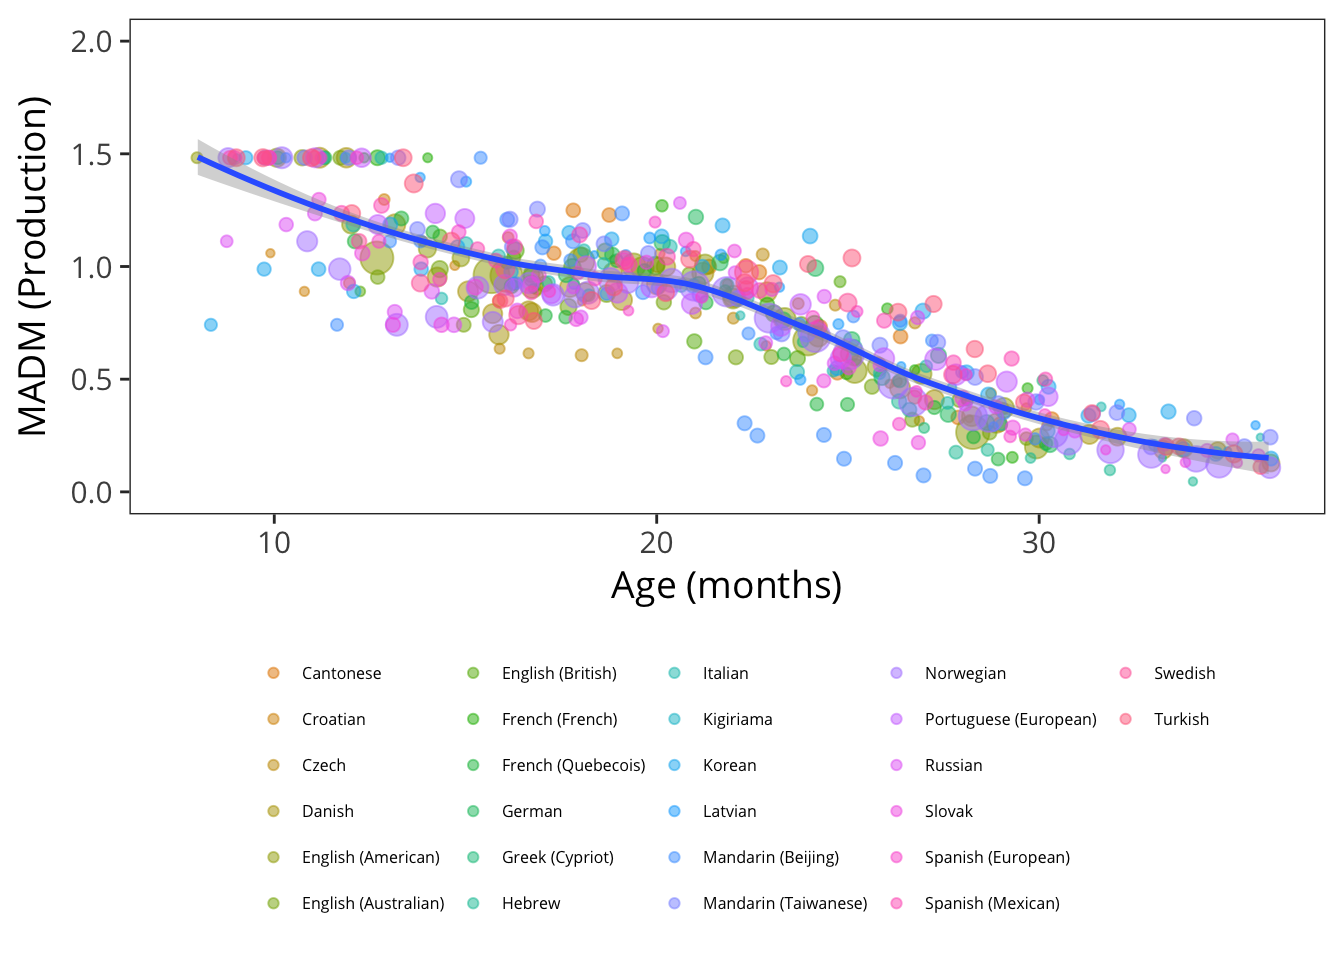 MADM (Production)
2.0
1.5
1.0
0.5
0.0
10 20 30
Age (months)
Cantonese English (British) Italian Norwegian Swedish
Croatian French (French) Kigiriama Portuguese (European) Turkish
Czech French (Quebecois) Korean Russian
Danish German Latvian Slovak
English (American) Greek (Cypriot) Mandarin (Beijing) Spanish (European)
English (Australian) Hebrew Mandarin (Taiwanese) Spanish (Mexican)